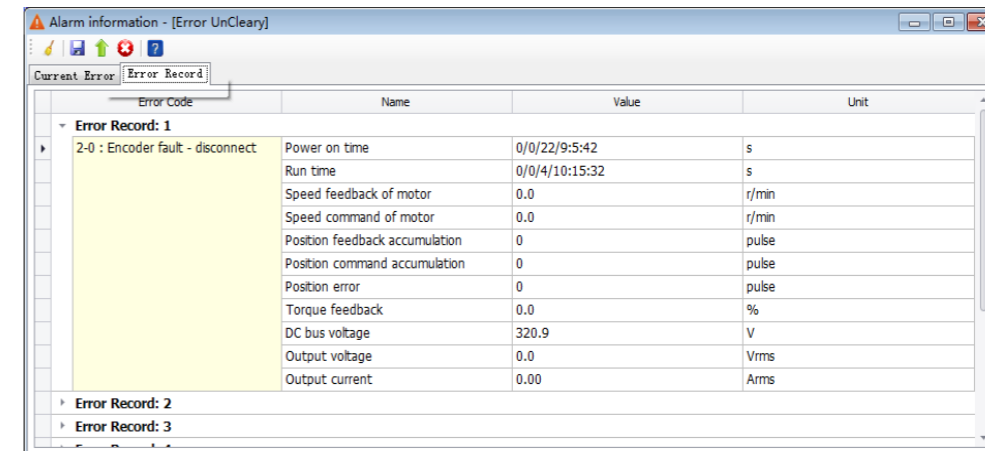 Alarm information - [Error UnCleary]
Current Error Error Record
Error Code Name Value Unit
Error Record: 1
2-0 : Encoder fault - disconnect Power on time 0/0/22/9:5:42 s
Run time 0/0/4/10:15:32 s
Speed feedback of motor 0.0 r/min
Speed command of motor 0.0 r/min
Position feedback accumulation 0 pulse
Position command accumulation 0 pulse
Position error 0 pulse
Torque feedback 0.0 %
DC bus voltage 320.9 V
Output voltage 0.0 Vrms
Output current 0.00 Arms
Error Record: 2
Error Record: 3